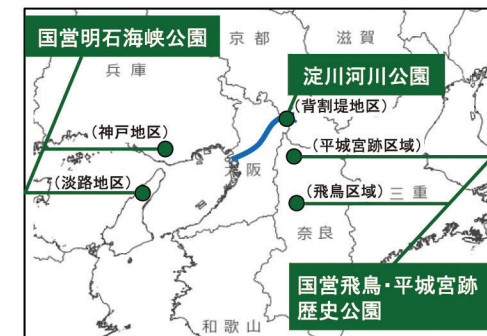 国営明石海峡公園
京都
滋賀
兵庫
淀川河川公園
(背割堤地区)
(神戸地区)
(平城宮跡区域)
大阪
(淡路地区)
(飛鳥区域)
三重
奈良
国営飛鳥・平城宮跡
歴史公園
和歌山